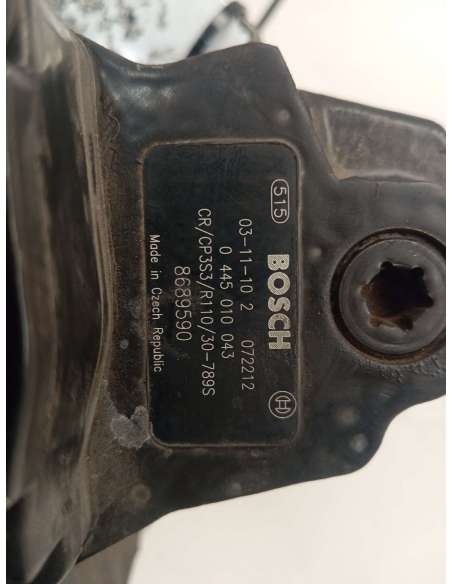 515
BOSCH
03-11-10 2 072212
0 445 010 043
CR/CP3S3/R110/30-789S
8689590
Made in Czech Republic